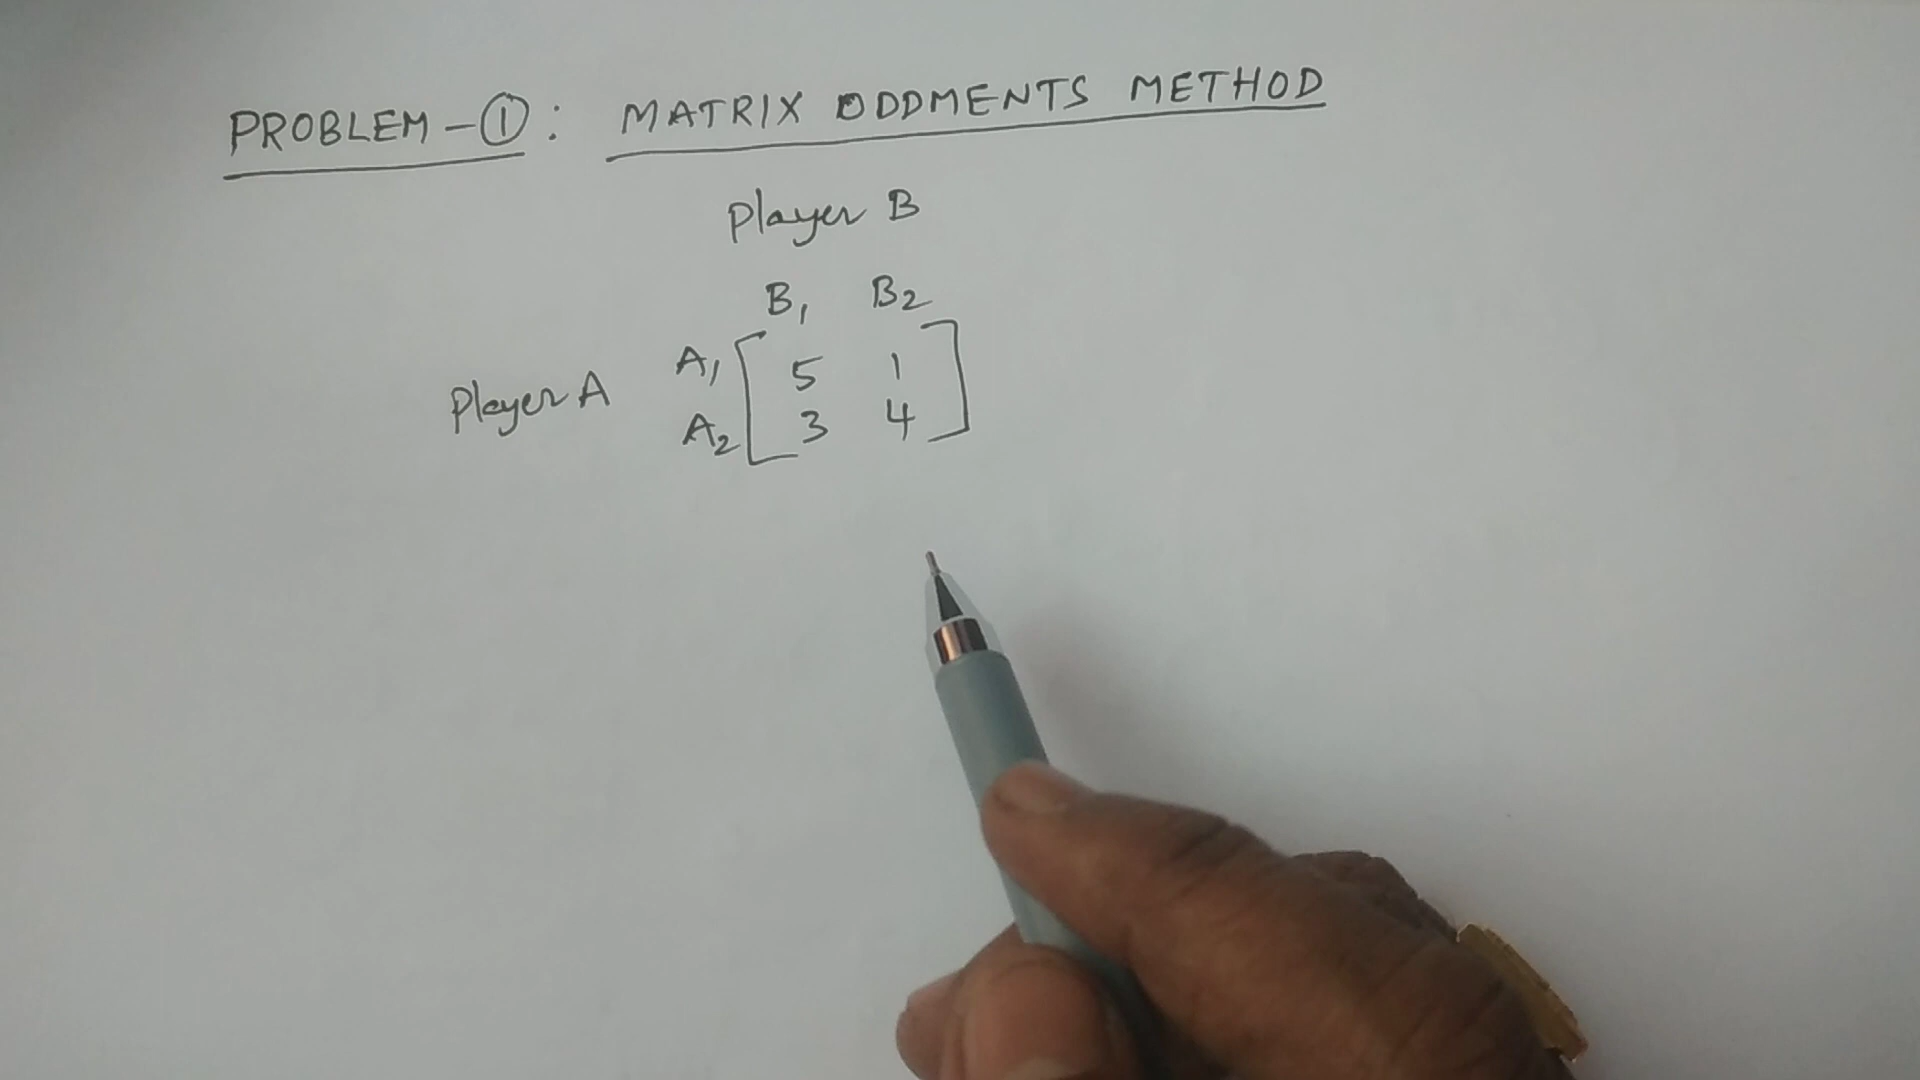 PROBLEM - ① : MATRIX ODDMENTS METHOD
Player B
B1 B2
A1 5 1
Player A
A2 3 4